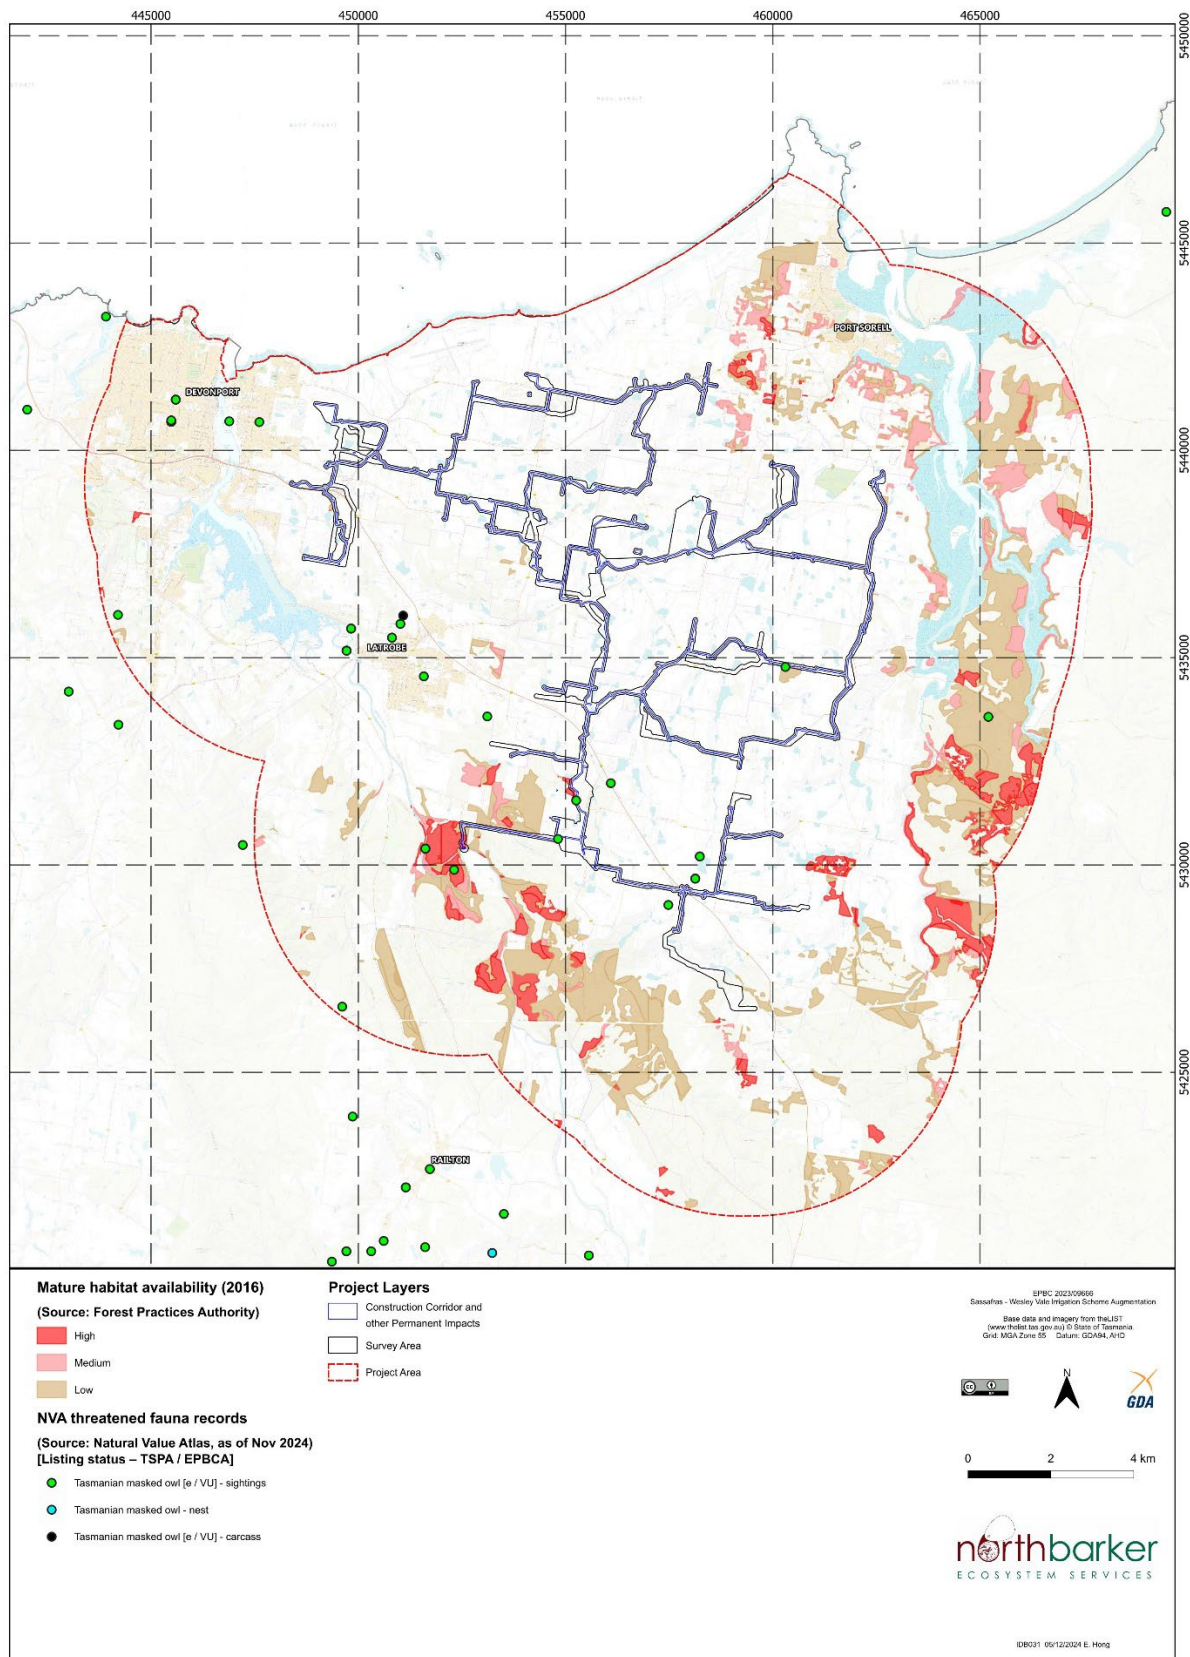 445000
450000
455000
460000
465000
5450000
5445000
PORT SORELL
DEVONPORT
5440000
5435000
LATROBE
5430000
5425000
RAILTON
Mature habitat availability (2016)
(Source: Forest Practices Authority)
High
Medium
Low
NVA threatened fauna records
(Source: Natural Value Atlas, as of Nov 2024)
[Listing status – TSPA / EPBCA]
Tasmanian masked owl [e / VU] - sightings
Tasmanian masked owl - nest
Tasmanian masked owl [e / VU] - carcass
Project Layers
Construction Corridor and
other Permanent Impacts
Survey Area
Project Area
EPBC 2023/09666
Sassafras - Wesley Vale Irrigation Scheme Augmentation
Base data and imagery from theLIST
(www.thelist.tas.gov.au) © State of Tasmania.
Grid: MGA Zone 55 Datum: GDA94, AHD
cc
BY
N
GDA
0 2 4 km
northbarker
ECOSYSTEM SERVICES
IDB031 05/12/2024 E. Hong